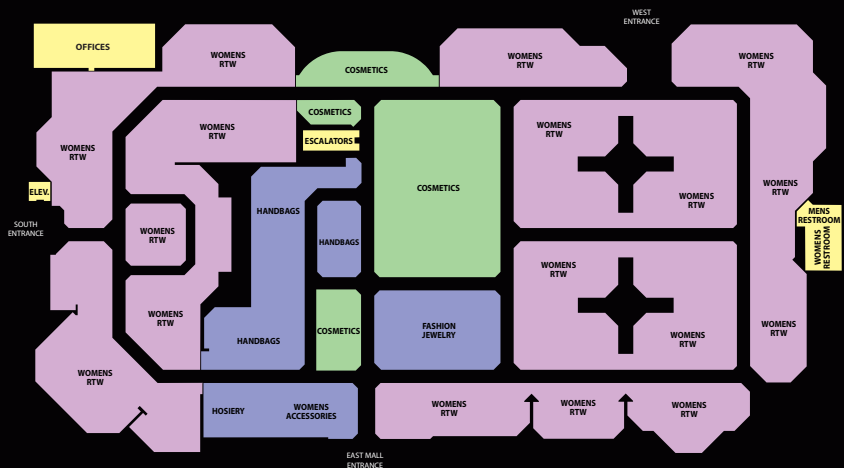 WEST
ENTRANCE
OFFICES
WOMENS
RTW
COSMETICS
WOMENS
RTW
WOMENS
RTW
COSMETICS
WOMENS
RTW
WOMENS
RTW
ESCALATORS
WOMENS
RTW
COSMETICS
WOMENS
RTW
WOMENS
RTW
ELEV.
WOMENS
RTW
HANDBAGS
MENS
RESTROOM
WOMENS
RESTROOM
SOUTH
ENTRANCE
WOMENS
RTW
HANDBAGS
WOMENS
RTW
WOMENS
RTW
HANDBAGS
COSMETICS
FASHION
JEWELRY
WOMENS
RTW
WOMENS
RTW
WOMENS
RTW
HOSIERY
WOMENS
ACCESSORIES
WOMENS
RTW
WOMENS
RTW
WOMENS
RTW
EAST MALL
ENTRANCE